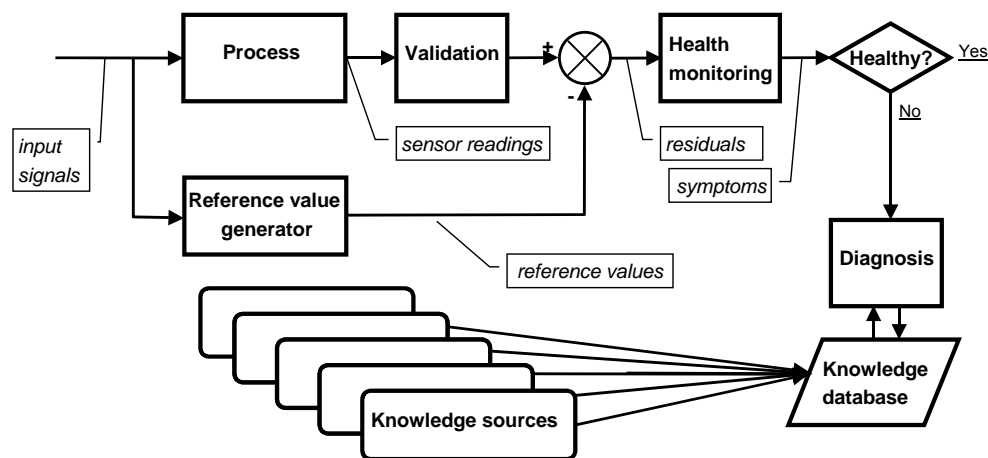 Process
Validation
+
-
Health
monitoring
Healthy?
Yes
No
input
signals
sensor readings
residuals
symptoms
Reference value
generator
reference values
Diagnosis
Knowledge
database
Knowledge sources